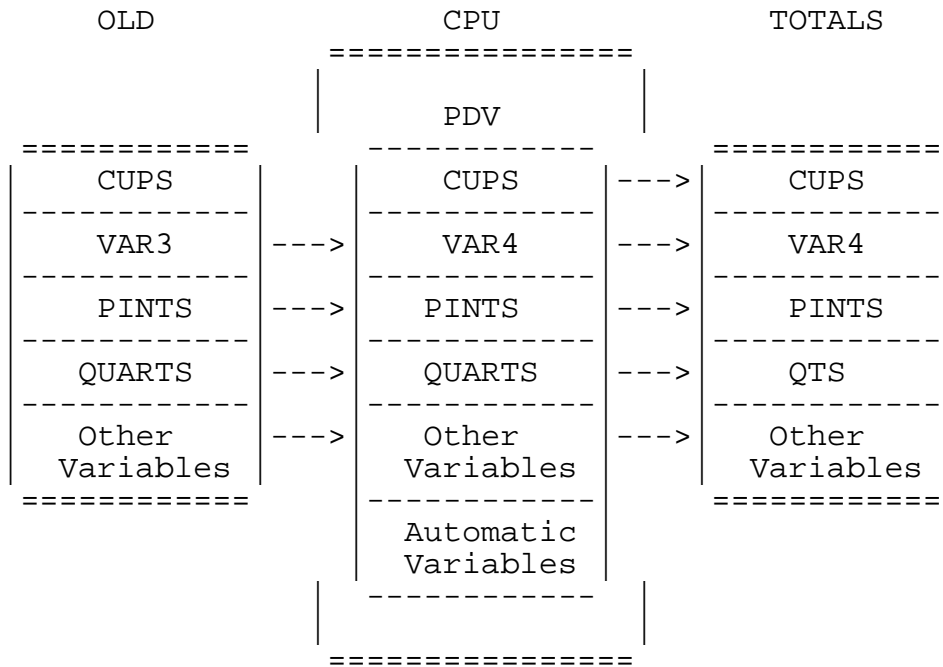 OLD CPU TOTALS
================
| |
| PDV |
============ ------------ ============
| CUPS | | CUPS |--->| CUPS |
------------ ------------ ------------
| VAR3 |--->| VAR4 |--->| VAR4 |
------------ ------------ ------------
| PINTS |--->| PINTS |--->| PINTS |
------------ ------------ ------------
| QUARTS |--->| QUARTS |--->| QTS |
------------ ------------ ------------
| Other |--->| Other |--->| Other |
| Variables | | Variables | | Variables |
============ ------------ ============
| Automatic |
| Variables |
| ------------ |
| |
================